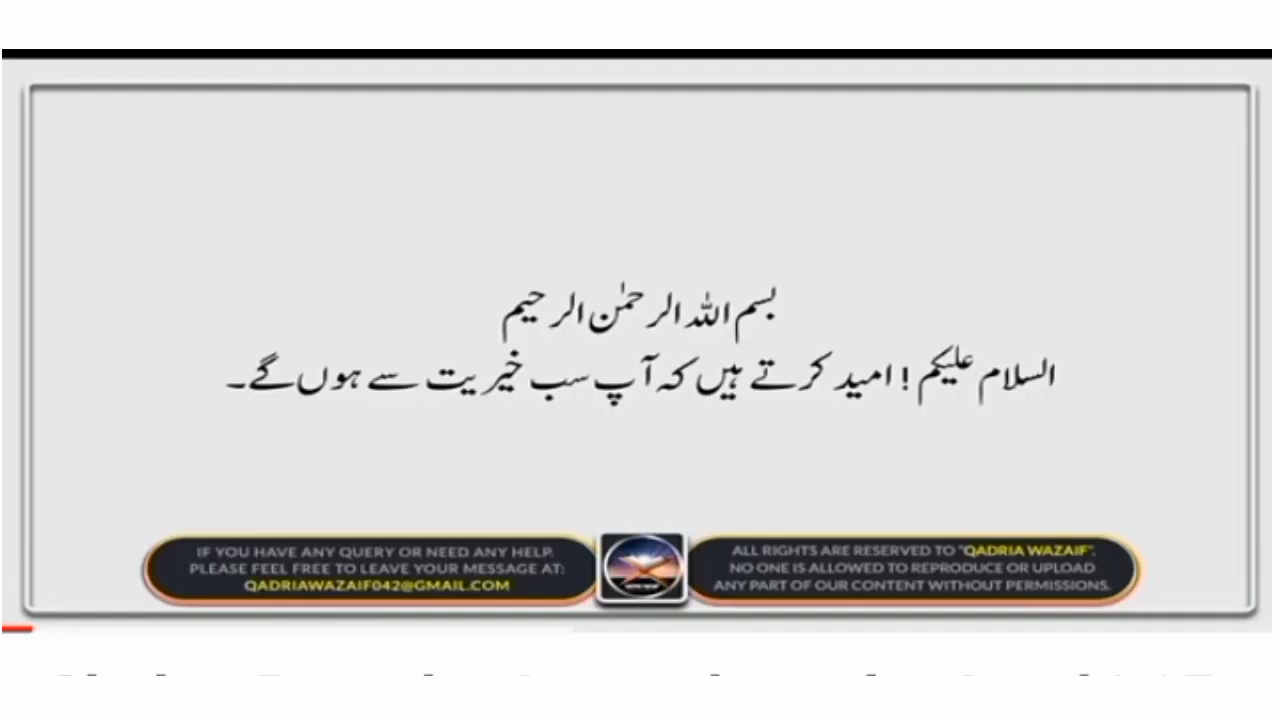 بسم اللہ الرحمٰن الرحیم
السلام علیکم ! امید کرتے ہیں کہ آپ سب خیریت سے ہوں گے۔
IF YOU HAVE ANY QUERY OR NEED ANY HELP,
PLEASE FEEL FREE TO LEAVE YOUR MESSAGE AT:
QADRIAWAZAIF042@GMAIL.COM
ALL RIGHTS ARE RESERVED TO "QADRIA WAZAIF".
NO ONE IS ALLOWED TO REPRODUCE OR UPLOAD
ANY PART OF OUR CONTENT WITHOUT PERMISSIONS.